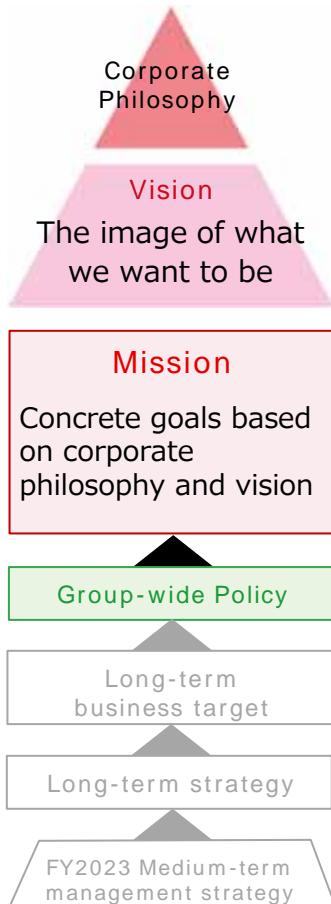 Corporate
Philosophy
Vision
The image of what
we want to be
Mission
Concrete goals based
on corporate
philosophy and vision
Group-wide Policy
Long-term
business target
Long-term strategy
FY2023 Medium-term
management strategy